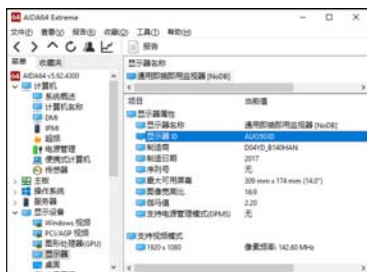 AIDA64 Extreme
文件(F) 查看(V) 报告(R) 收藏(O) 工具(T) 帮助(H)
报告
菜单 收藏夹
显示器名称
AIDA64 v5.92.4300
通用即插即用监视器 [NoDB]
计算机
系统概述
计算机名称
DMI
IPMI
超频
电源管理
便携式计算机
传感器
主板
操作系统
服务器
显示设备
Windows 视频
PCI/AGP 视频
图形处理器(GPU)
显示器
桌面
项目 当前值
显示器属性
显示器名称 通用即插即用监视器 [NoDB]
显示器 ID AUO503D
制造商 D04YD_B140HAN
制造日期 2017
序列号 无
最大可用屏幕 309 mm x 174 mm (14.0")
图像宽高比 16:9
伽马值 2.20
支持电源管理模式(DPMS) 无
支持视频模式
1920 x 1080 像素频率: 142.60 MHz